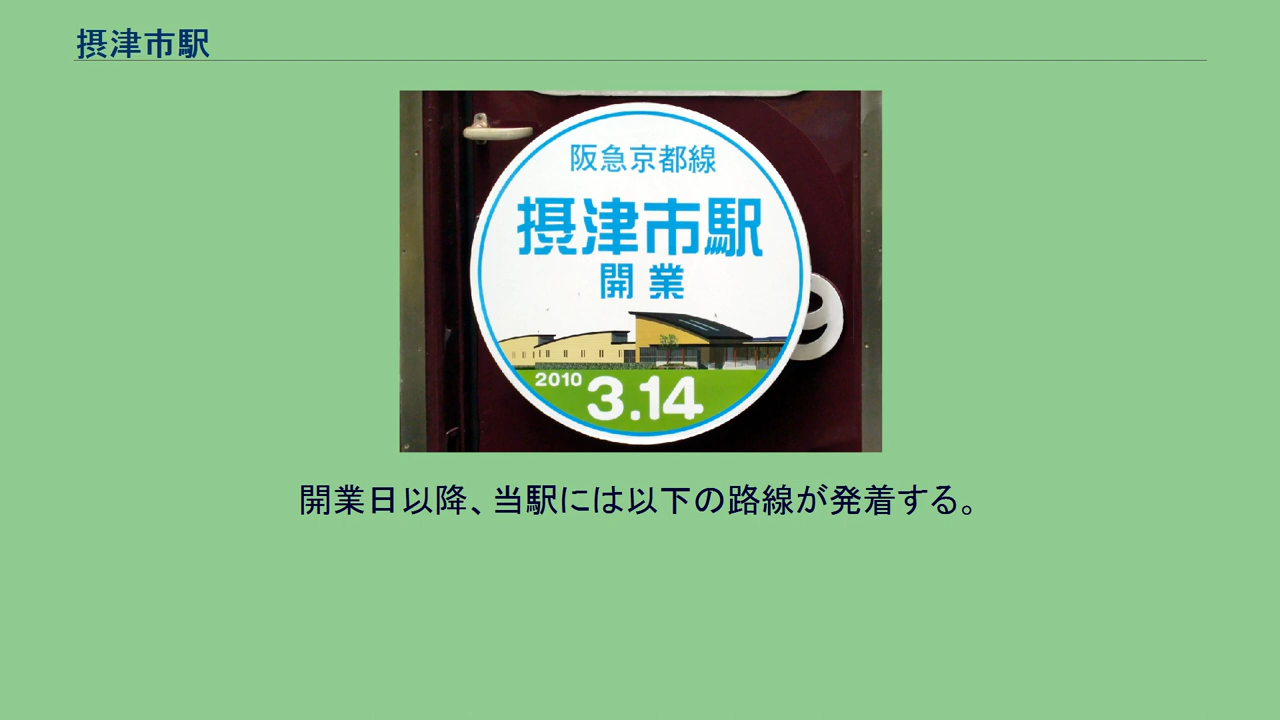 摂津市駅
阪急京都線
摂津市駅
開業
2010 3.14
開業日以降、当駅には以下の路線が発着する。